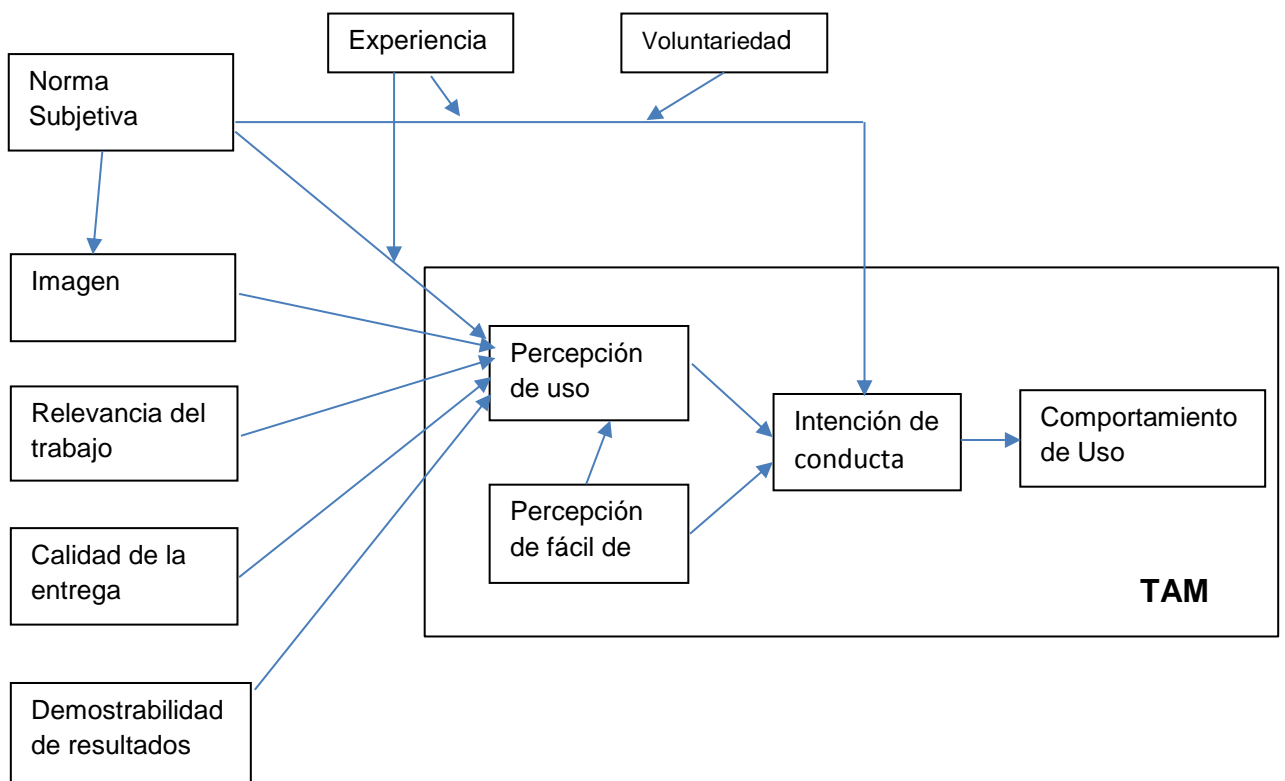 Experiencia
Voluntariedad
Norma
Subjetiva
Imagen
Relevancia del
trabajo
Calidad de la
entrega
Demostrabilidad
de resultados
Percepción
de uso
Percepción
de fácil de
Intención de
conducta
Comportamiento
de Uso
TAM